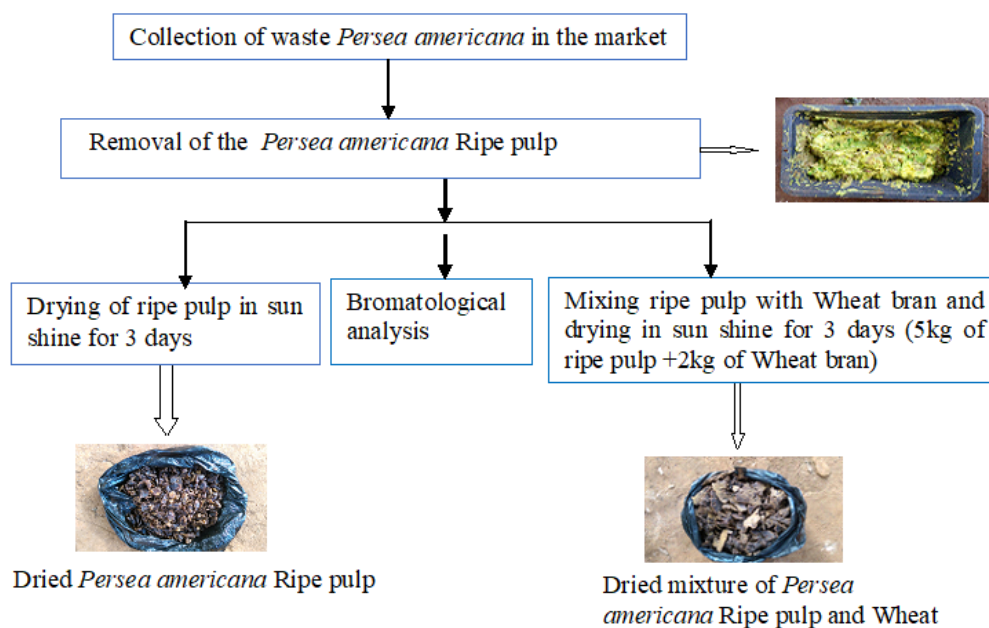 Collection of waste Persea americana in the market
Removal of the Persea americana Ripe pulp
Drying of ripe pulp in sun
shine for 3 days
Bromatological
analysis
Mixing ripe pulp with Wheat bran and
drying in sun shine for 3 days (5kg of
ripe pulp +2kg of Wheat bran)
Dried Persea americana Ripe pulp
Dried mixture of Persea
americana Ripe pulp and Wheat